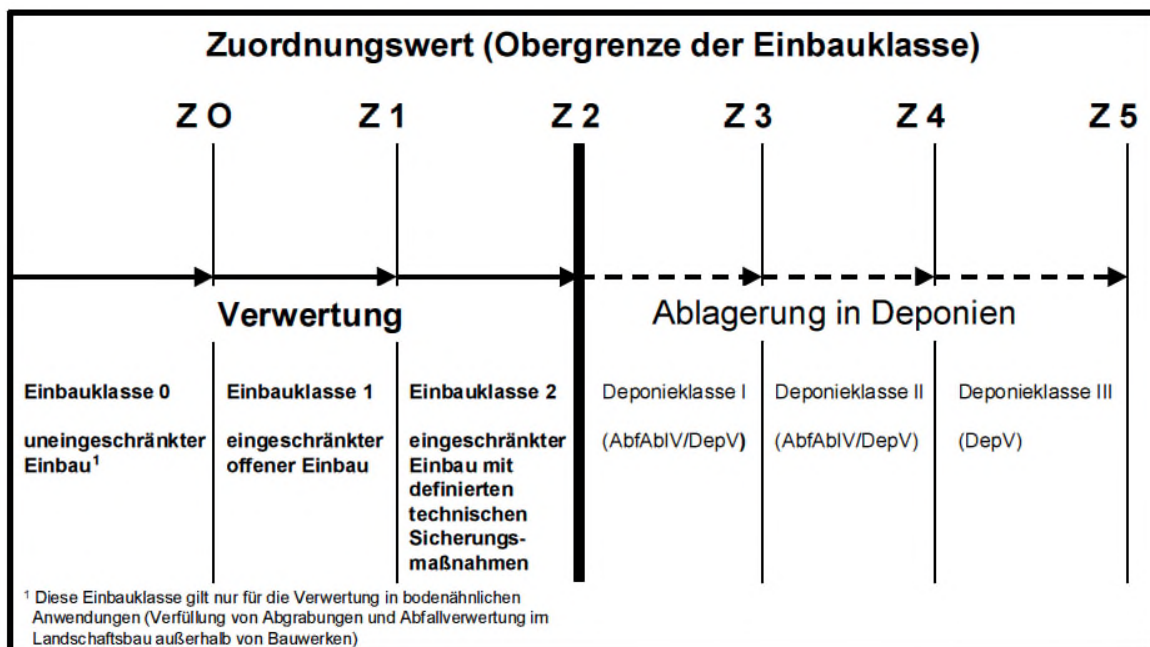 Zuordnungswert (Obergrenze der Einbauklasse)
Z 0 Z 1 Z 2 Z 3 Z 4 Z 5
Verwertung Ablagerung in Deponien
Einbauklasse 0
uneingeschränkter
Einbau¹
Einbauklasse 1
eingeschränkter
offener Einbau
Einbauklasse 2
eingeschränkter
Einbau mit
definierten
technischen
Sicherungs-
maßnahmen
Deponieklasse I
(AbfAblV/DepV)
Deponieklasse II
(AbfAblV/DepV)
Deponieklasse III
(DepV)
¹ Diese Einbauklasse gilt nur für die Verwertung in bodenähnlichen
Anwendungen (Verfüllung von Abgrabungen und Abfallverwertung im
Landschaftsbau außerhalb von Bauwerken)